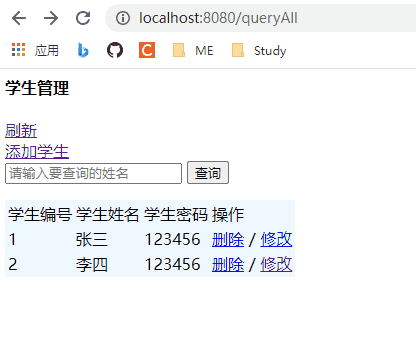 localhost:8080/queryAll
应用 ME Study
学生管理
刷新
添加学生
请输入要查询的姓名 查询
学生编号 学生姓名 学生密码 操作
1 张三 123456 删除 / 修改
2 李四 123456 删除 / 修改